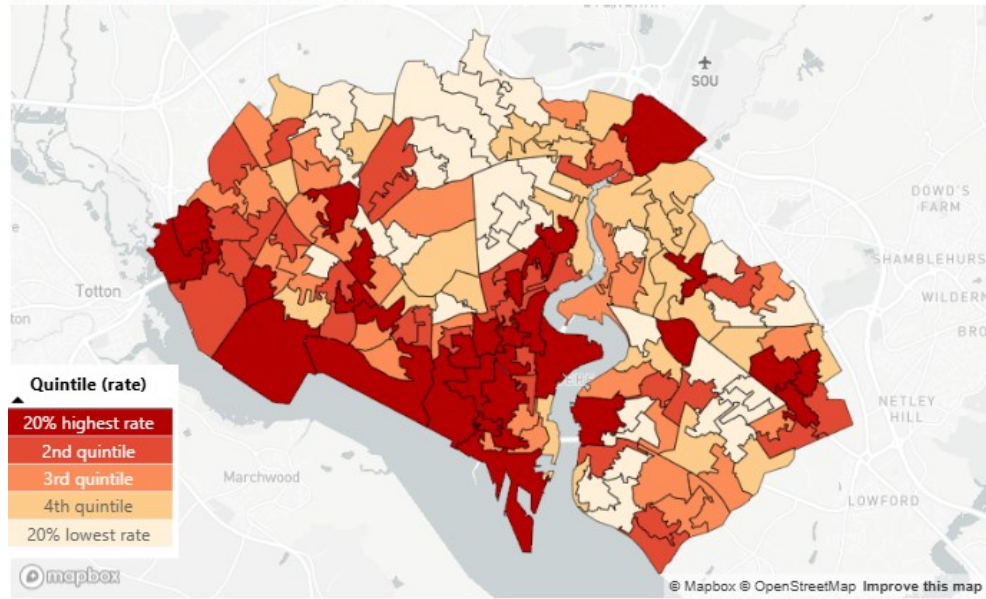 SOU
DOWD'S
FARM
SHAMBLEHURS
WILDERN
BRO
Totton
ton
e
Quintile (rate)
20% highest rate
2nd quintile
3rd quintile
4th quintile
20% lowest rate
NETLEY
HILL
Marchwood
LOWFORD
mapbox
© Mapbox © OpenStreetMap Improve this map